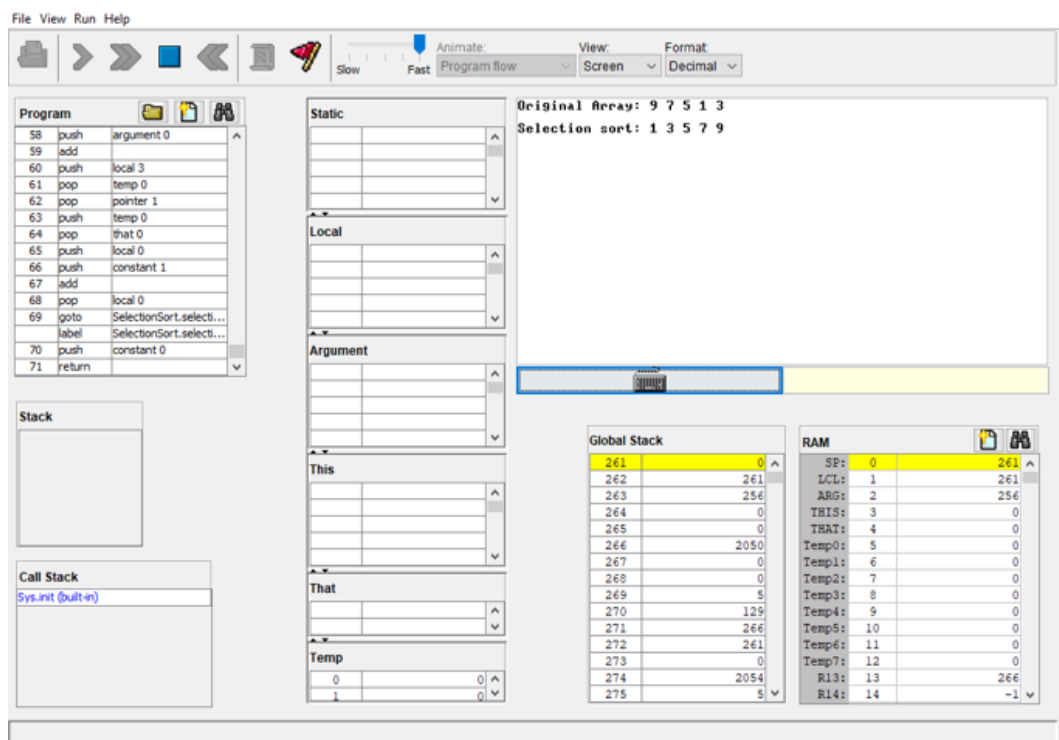 File View Run Help
Slow Fast
Animate:
Program flow
View:
Screen
Format:
Decimal
Program
58 push argument 0
59 add
60 push local 3
61 pop temp 0
62 pop pointer 1
63 push temp 0
64 pop that 0
65 push local 0
66 push constant 1
67 add
68 pop local 0
69 goto SelectionSort.selecti...
label SelectionSort.selecti...
70 push constant 0
71 return
Stack
Call Stack
Sys.init (built-in)
Static
Local
Argument
This
That
Temp
0 0
1 0
Original Array: 9 7 5 1 3
Selection sort: 1 3 5 7 9
Global Stack
261 0
262 261
263 256
264 0
265 0
266 2050
267 0
268 0
269 5
270 129
271 266
272 261
273 0
274 2054
275 5
RAM
SP: 0 261
LCL: 1 261
ARG: 2 256
THIS: 3 0
THAT: 4 0
Temp0: 5 0
Temp1: 6 0
Temp2: 7 0
Temp3: 8 0
Temp4: 9 0
Temp5: 10 0
Temp6: 11 0
Temp7: 12 0
R13: 13 266
R14: 14 -1